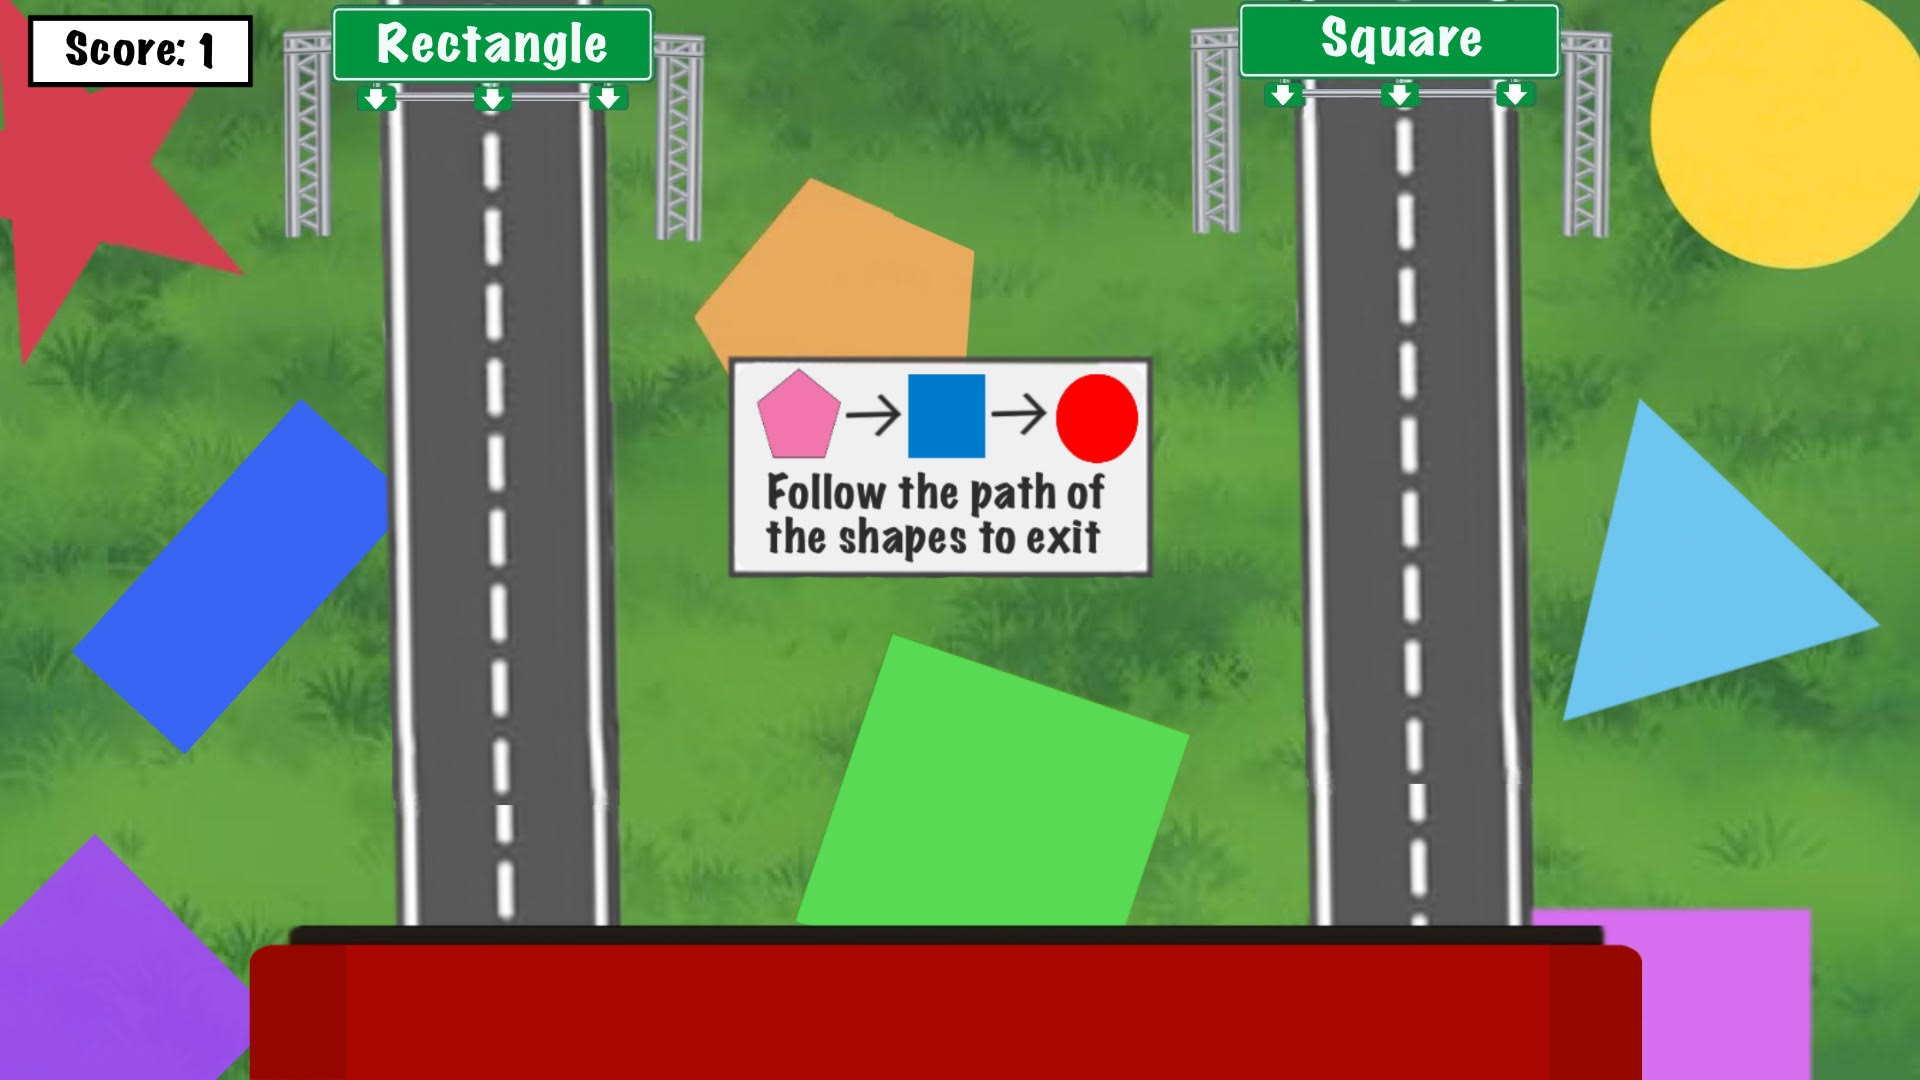 Score: 1
Rectangle
Square
Follow the path of
the shapes to exit